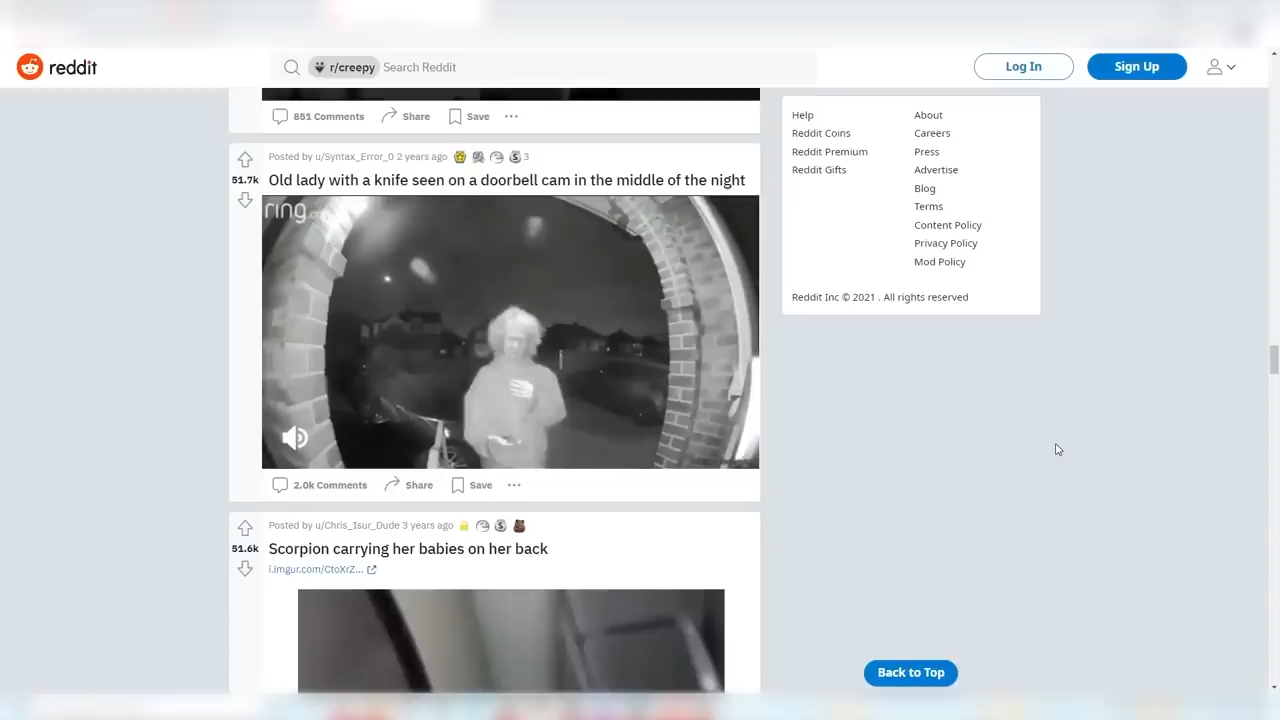 reddit
r/creepy Search Reddit
Log In
Sign Up
851 Comments
Share
Save
Posted by u/Syntax_Error_0 2 years ago
3
51.7k
Old lady with a knife seen on a doorbell cam in the middle of the night
ring.
2.0k Comments
Share
Save
Posted by u/Chris_Isur_Dude 3 years ago
51.6k
Scorpion carrying her babies on her back
i.imgur.com/CtoXrZ...
Help
About
Reddit Coins
Careers
Reddit Premium
Press
Reddit Gifts
Advertise
Blog
Terms
Content Policy
Privacy Policy
Mod Policy
Reddit Inc © 2021 . All rights reserved
Back to Top